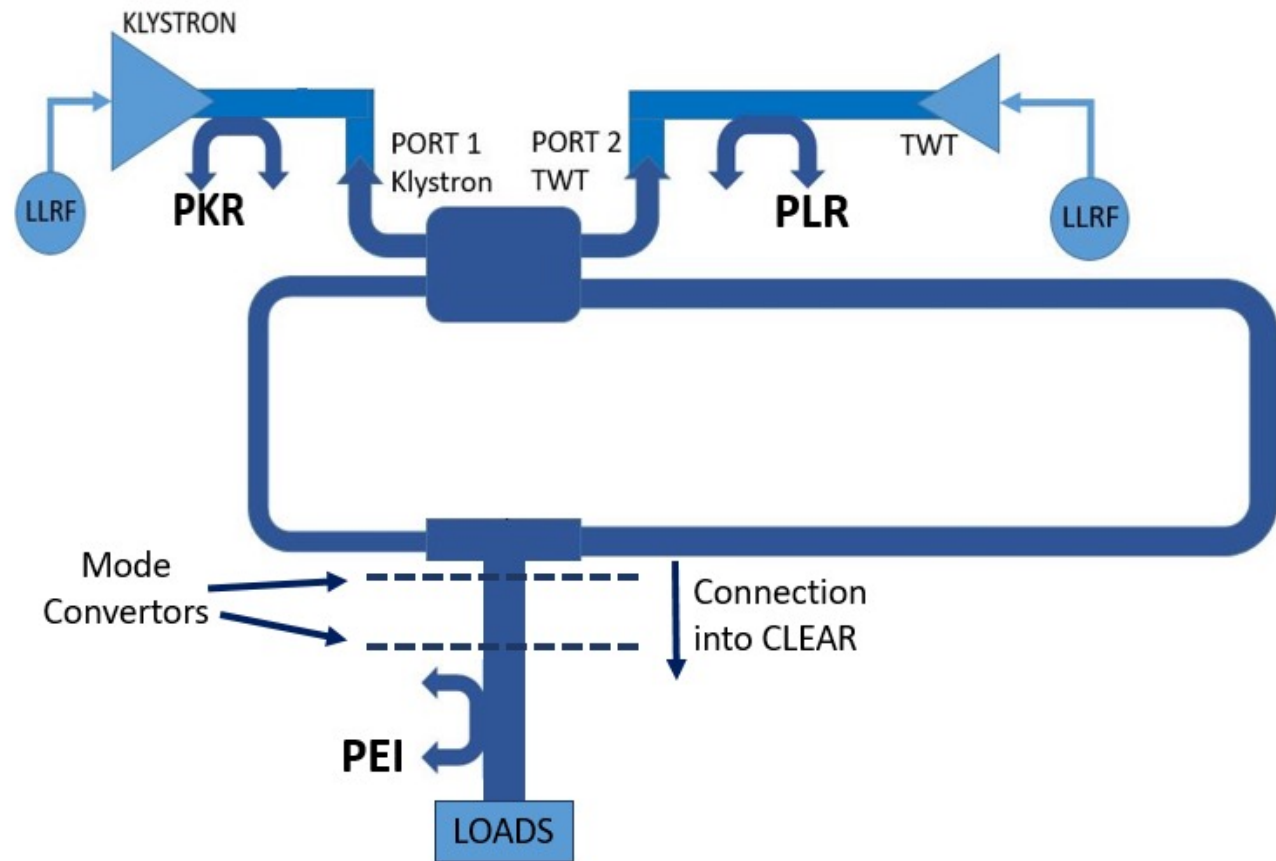 KLYSTRON
LLRF
PKR
PORT 1
Klystron
PORT 2
TWT
PLR
TWT
LLRF
Mode
Convertors
Connection
into CLEAR
PEI
LOADS